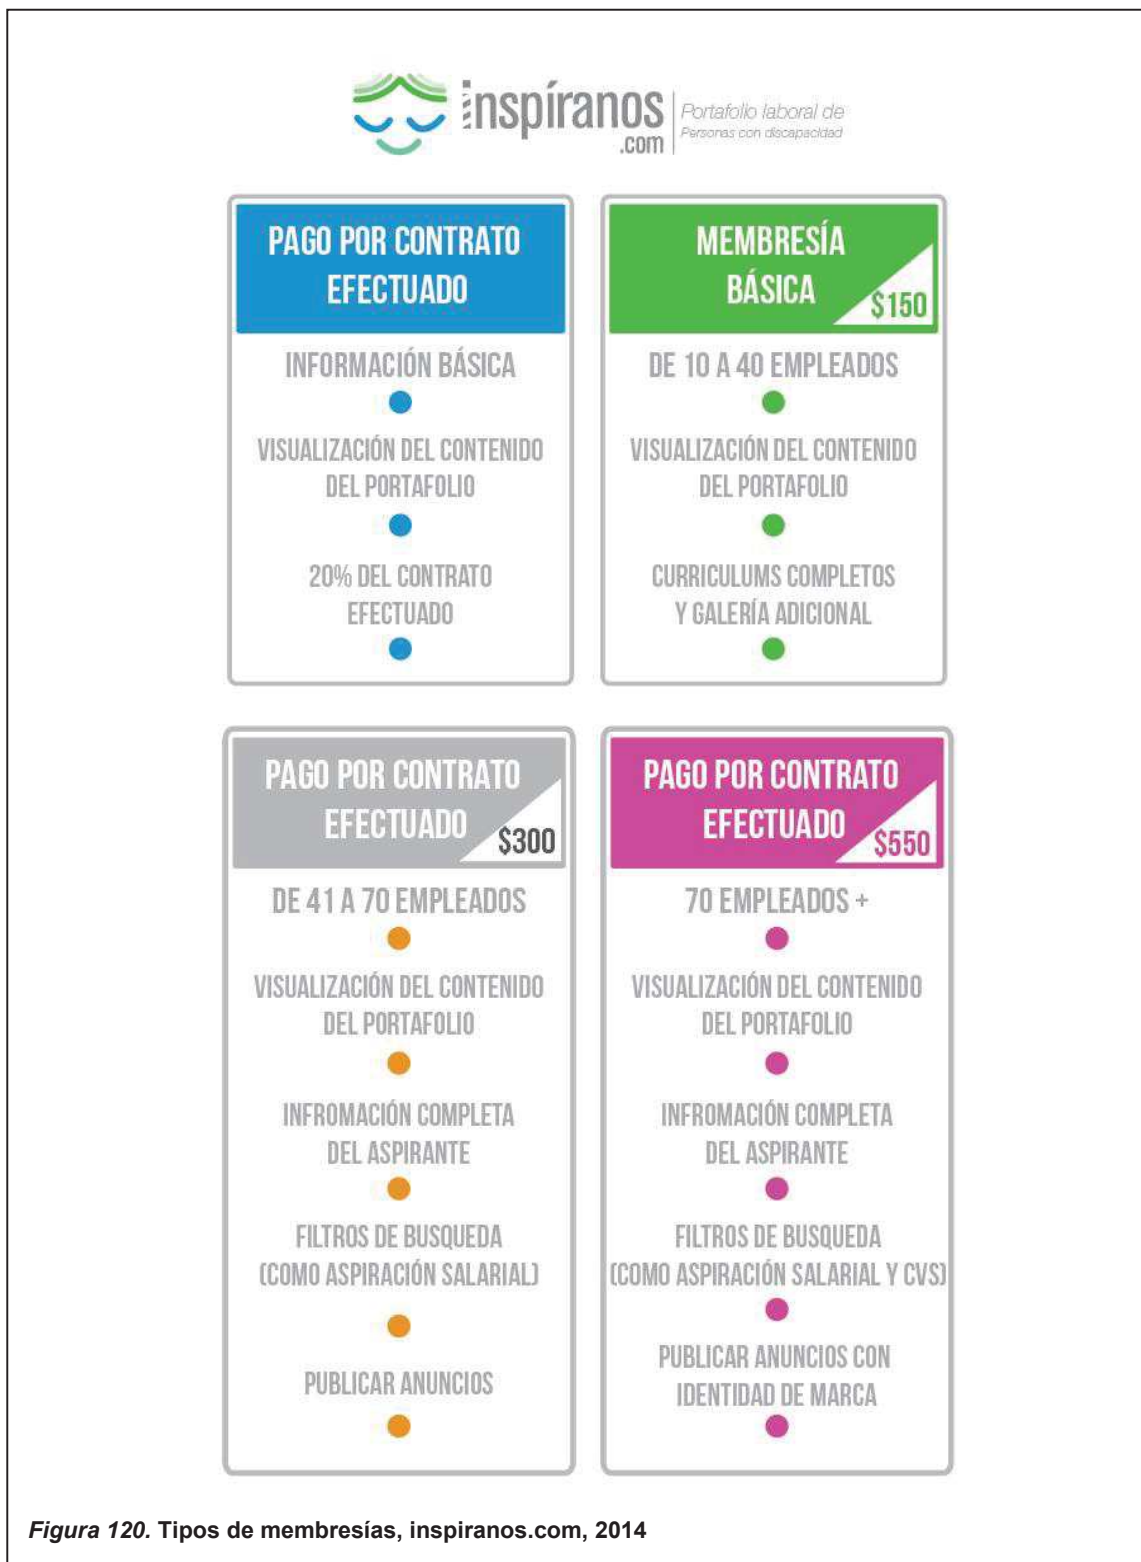 inspíranos
.com
Portafolio laboral de
Personas con discapacidad
PAGO POR CONTRATO
EFECTUADO
INFORMACIÓN BÁSICA
VISUALIZACIÓN DEL CONTENIDO
DEL PORTAFOLIO
20% DEL CONTRATO
EFECTUADO
MEMBRESÍA
BÁSICA
$150
DE 10 A 40 EMPLEADOS
VISUALIZACIÓN DEL CONTENIDO
DEL PORTAFOLIO
CURRICULUMS COMPLETOS
Y GALERÍA ADICIONAL
PAGO POR CONTRATO
EFECTUADO
$300
DE 41 A 70 EMPLEADOS
VISUALIZACIÓN DEL CONTENIDO
DEL PORTAFOLIO
INFROMACIÓN COMPLETA
DEL ASPIRANTE
FILTROS DE BUSQUEDA
(COMO ASPIRACIÓN SALARIAL)
PUBLICAR ANUNCIOS
PAGO POR CONTRATO
EFECTUADO
$550
70 EMPLEADOS +
VISUALIZACIÓN DEL CONTENIDO
DEL PORTAFOLIO
INFROMACIÓN COMPLETA
DEL ASPIRANTE
FILTROS DE BUSQUEDA
(COMO ASPIRACIÓN SALARIAL Y CVS)
PUBLICAR ANUNCIOS CON
IDENTIDAD DE MARCA
Figura 120. Tipos de membresías, inspiranos.com, 2014